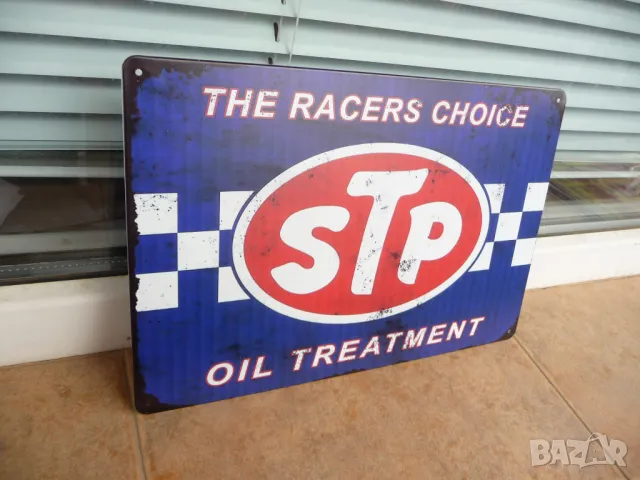 THE RACERS CHOICE
STP
OIL TREATMENT
BAZAR